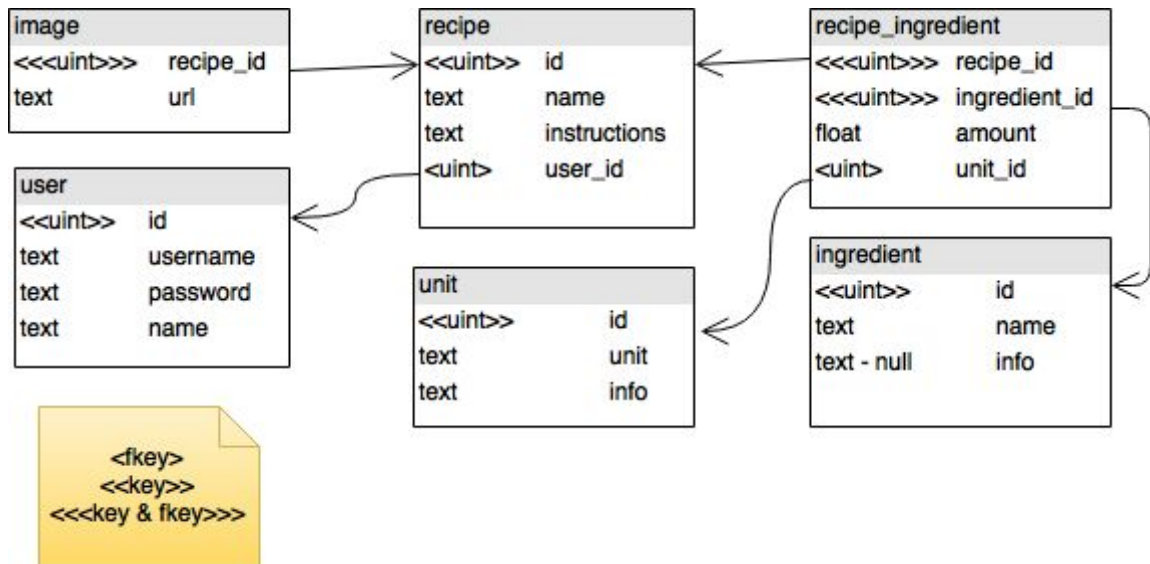 image
<<<uint>>> recipe_id
text url
recipe
<<uint>> id
text name
text instructions
<uint> user_id
recipe_ingredient
<<<uint>>> recipe_id
<<<uint>>> ingredient_id
float amount
<uint> unit_id
user
<<uint>> id
text username
text password
text name
unit
<<uint>> id
text unit
text info
ingredient
<<uint>> id
text name
text - null info
<fkey>
<<key>>
<<<key & fkey>>>